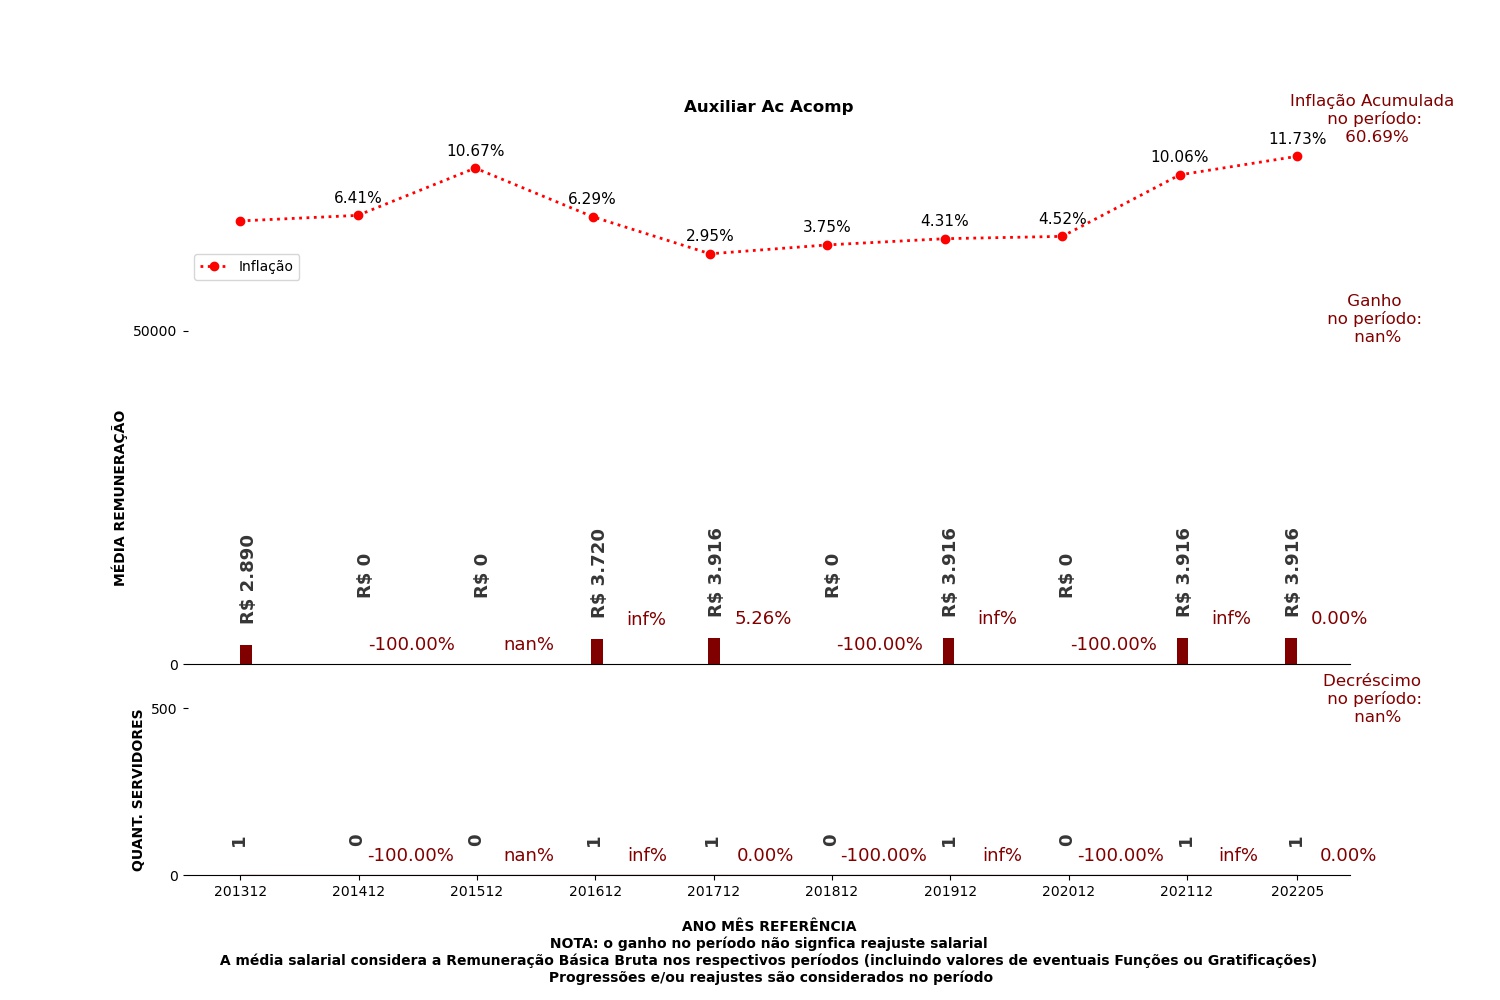 Auxiliar Ac Acomp
Inflação Acumulada
no período:
60.69%
6.41%
10.67%
6.29%
2.95%
3.75%
4.31%
4.52%
10.06%
11.73%
Inflação
Ganho
no período:
nan%
50000
0
MÉDIA REMUNERAÇÃO
R$ 2.890
R$ 0
R$ 0
R$ 3.720
R$ 3.916
R$ 0
R$ 3.916
R$ 0
R$ 3.916
R$ 3.916
-100.00%
nan%
inf%
5.26%
-100.00%
inf%
-100.00%
inf%
0.00%
Decréscimo
no período:
nan%
500
0
QUANT. SERVIDORES
1
0
0
1
1
0
1
0
1
1
-100.00%
nan%
inf%
0.00%
-100.00%
inf%
-100.00%
inf%
0.00%
201312
201412
201512
201612
201712
201812
201912
202012
202112
202205
ANO MÊS REFERÊNCIA
NOTA: o ganho no período não signfica reajuste salarial
A média salarial considera a Remuneração Básica Bruta nos respectivos períodos (incluindo valores de eventuais Funções ou Gratificações)
Progressões e/ou reajustes são considerados no período